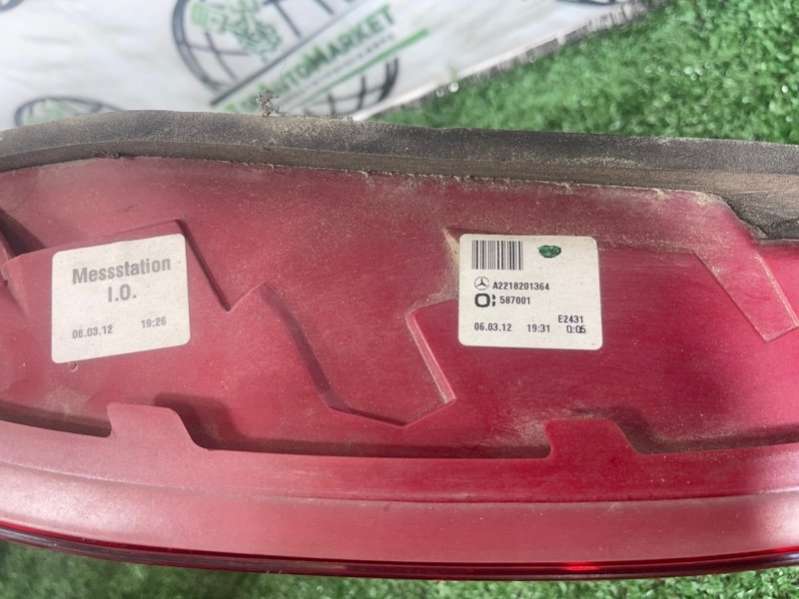 AUTOMARKET
Messstation
I.O.
06.03.12 19:26
A2218201364
587001
E2431
06.03.12 19:31 0:05